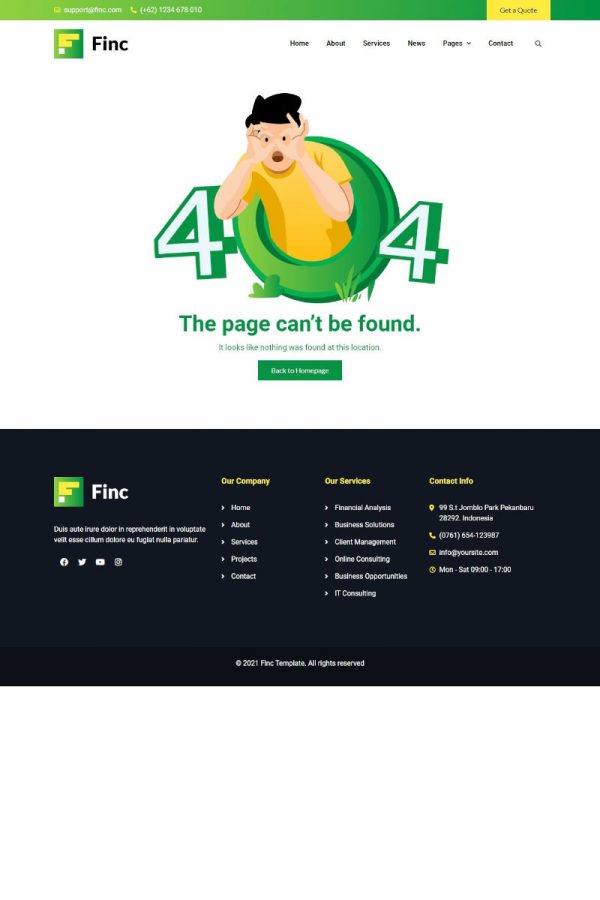 support@finc.com (+62) 1234 678 010 Get a Quote
Finc
Home About Services News Pages Contact
404
The page can't be found.
It looks like nothing was found at this location.
Back to Homepage
Finc
Duis aute irure dolor in reprehenderit in voluptate
velit esse cillum dolore eu fugiat nulla pariatur.
Our Company
Home
About
Services
Projects
Contact
Our Services
Financial Analysis
Business Solutions
Client Management
Online Consulting
Business Opportunities
IT Consulting
Contact Info
99 S.t Jomblo Park Pekanbaru
28292. Indonesia
(0761) 654-123987
info@yoursite.com
Mon - Sat 09:00 - 17:00
© 2021 Finc Template. All rights reserved